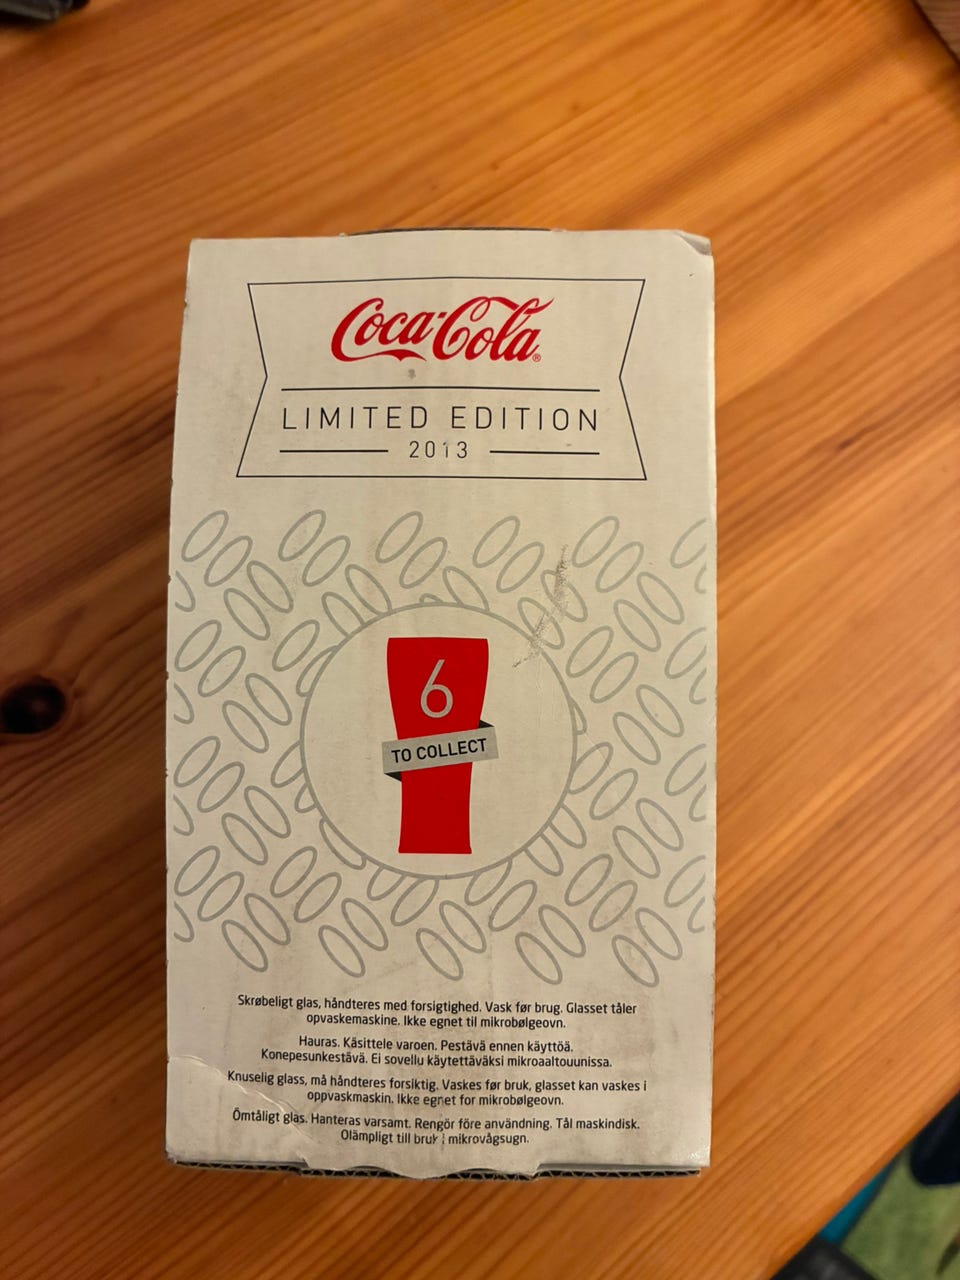 Coca-Cola®
LIMITED EDITION
2013
6
TO COLLECT
Skrøbeligt glas, håndteres med forsigtighed. Vask før brug. Glasset tåler
opvaskemaskine. Ikke egnet til mikrobølgeovn.
Hauras. Käsittele varoen. Pestävä ennen käyttöä.
Konepesunkestävä. Ei sovellu käytettäväksi mikroaaltouunissa.
Knuselig glass, må håndteres forsiktig. Vaskes før bruk, glasset kan vaskes i
oppvaskmaskin. Ikke egnet for mikrobølgeovn.
Ömtåligt glas. Hanteras varsamt. Rengör före användning. Tål maskindisk.
Olämpligt till bruk i mikrovågsugn.